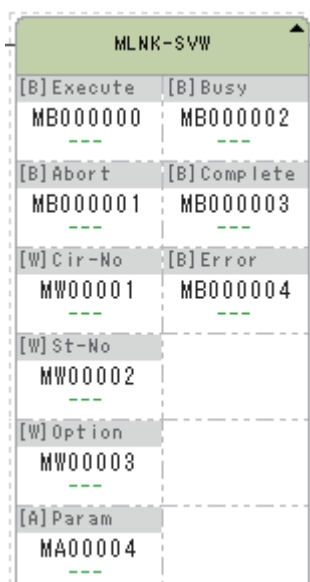 MLNK-SVW
[B]Execute [B]Busy
MB000000 MB000002
--- ---
[B]Abort [B]Complete
MB000001 MB000003
--- ---
[W]Cir-No [B]Error
MW00001 MB000004
--- ---
[W]St-No
MW00002
---
[W]Option
MW00003
---
[A]Param
MA00004
---